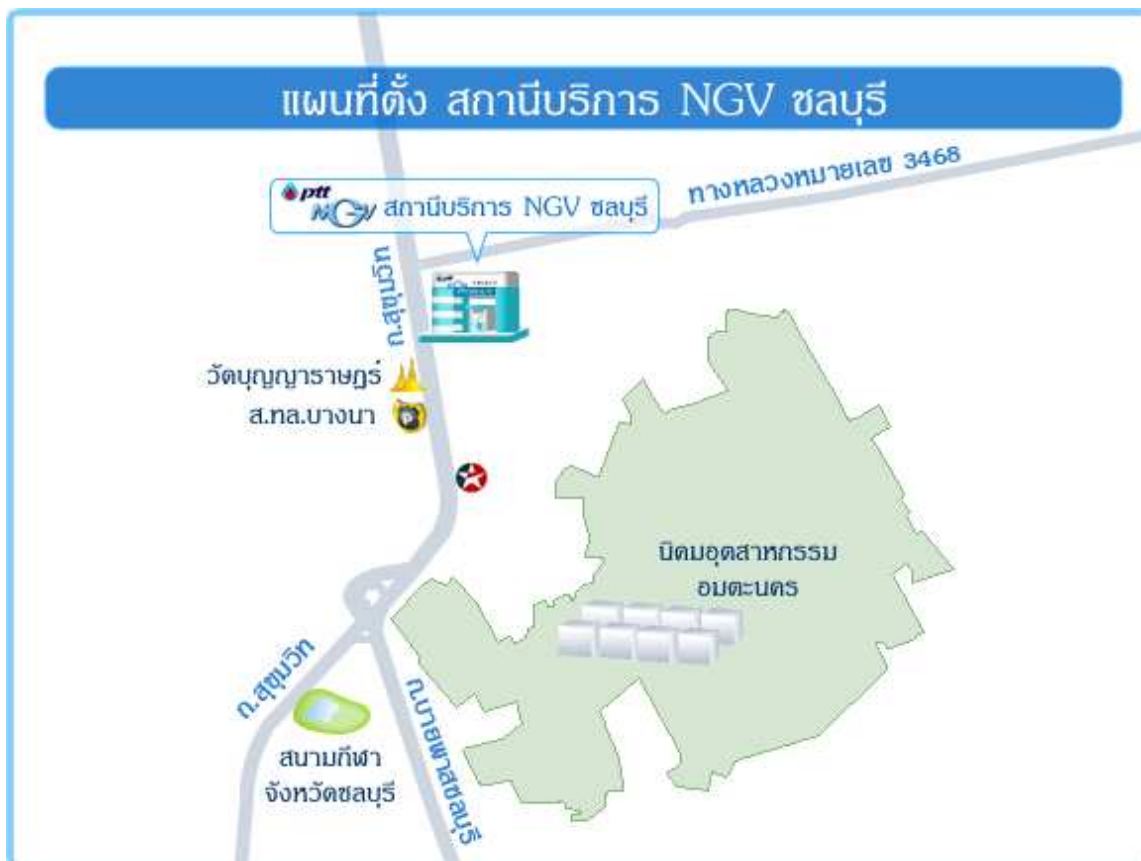 แผนที่ตั้ง สถานีบริการ NGV ชลบุรี
ทางหลวงหมายเลข 3468
ptt
NGV สถานีบริการ NGV ชลบุรี
ถ.สุขุมวิท
วัดบุญญาราษฎร์
ส.ทล.บางนา
นิคมอุตสาหกรรม
อมตะนคร
ถ.สุขุมวิท
ถ.บายพาสชลบุรี
สนามกีฬา
จังหวัดชลบุรี